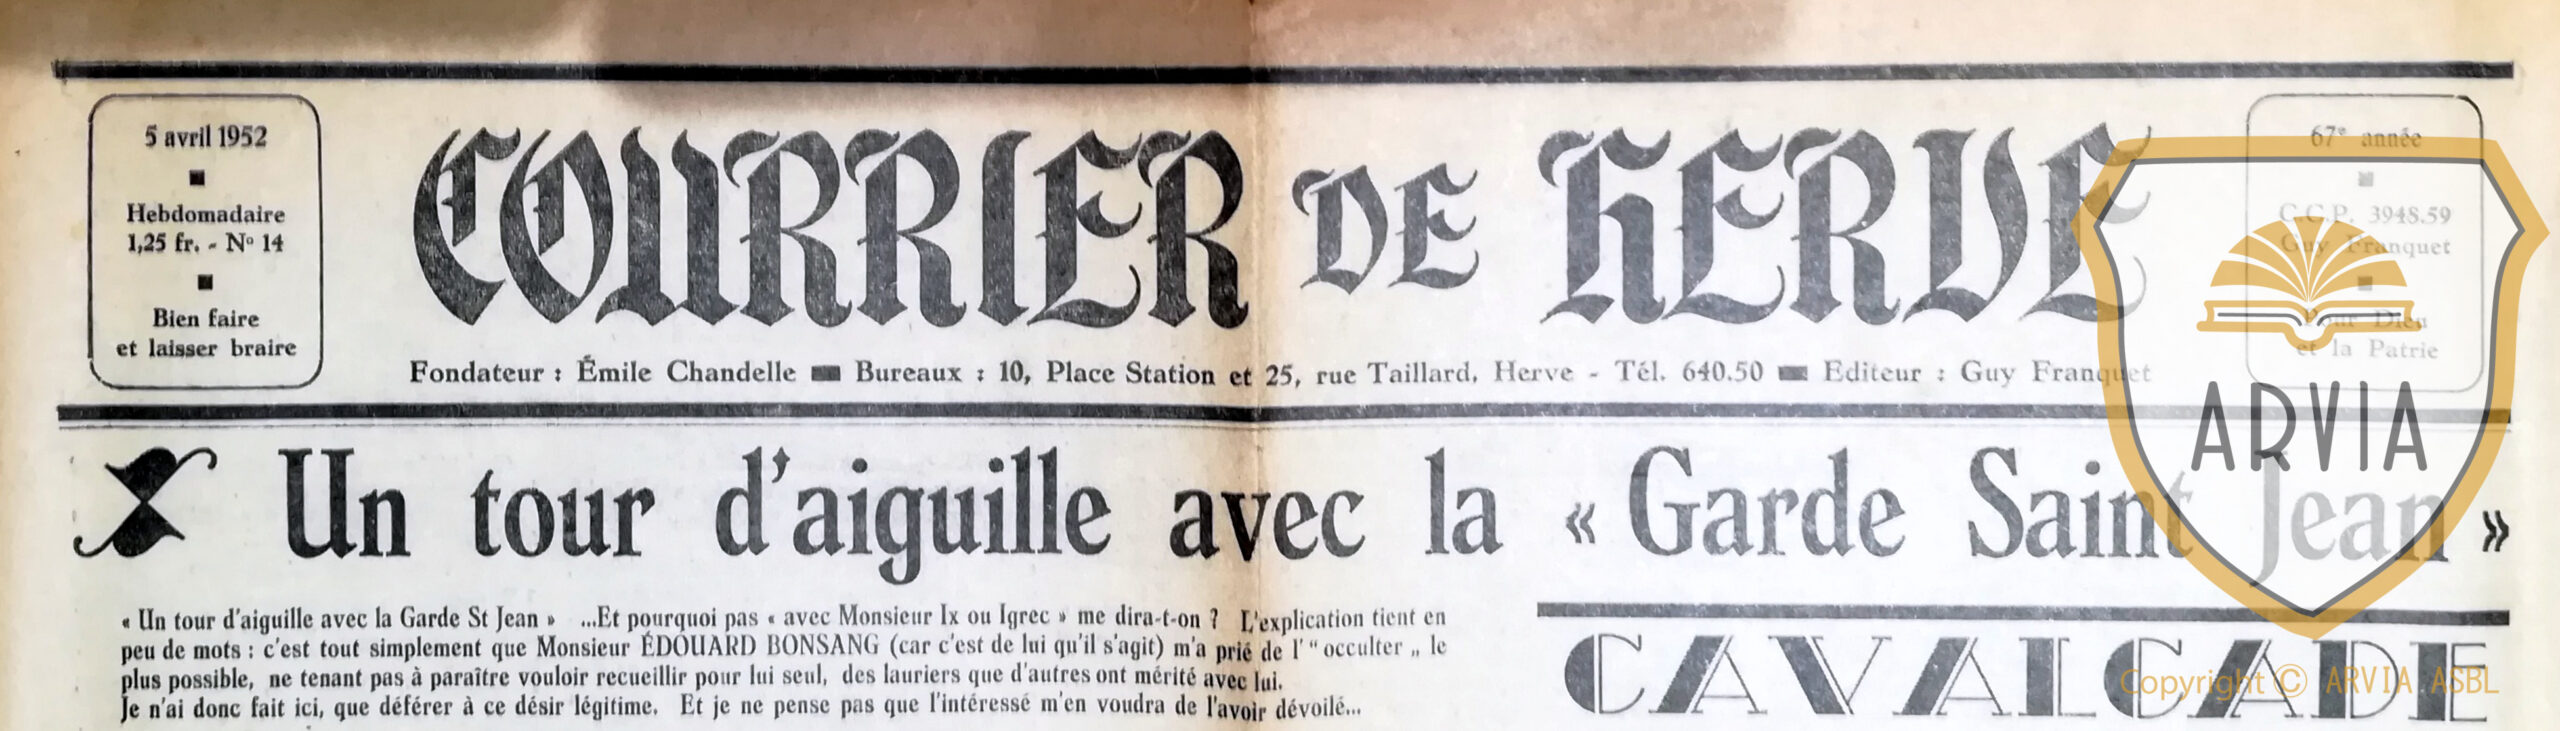 5 avril 1952
Hebdomadaire
1,25 fr. - Nº 14
Bien faire
et laisser braire
COURRIER DE HERVE
67e année
C.C.P. 3948.59
Guy Franquet
Pour Dieu
et la Patrie
Fondateur : Émile Chandelle Bureaux : 10, Place Station et 25, rue Taillard, Herve - Tél. 640.50 Editeur : Guy Franquet
Un tour d'aiguille avec la « Garde Saint Jean »
« Un tour d'aiguille avec la Garde St Jean » ...Et pourquoi pas « avec Monsieur Ix ou Igrec » me dira-t-on ? L'explication tient en
peu de mots : c'est tout simplement que Monsieur ÉDOUARD BONSANG (car c'est de lui qu'il s'agit) m'a prié de l' " occulter „ le
plus possible, ne tenant pas à paraître vouloir recueillir pour lui seul, des lauriers que d'autres ont mérité avec lui.
Je n'ai donc fait ici, que déférer à ce désir légitime. Et je ne pense pas que l'intéressé m'en voudra de l'avoir dévoilé...
CAVALCADE
ARVIA
Copyright © ARVIA ASBL